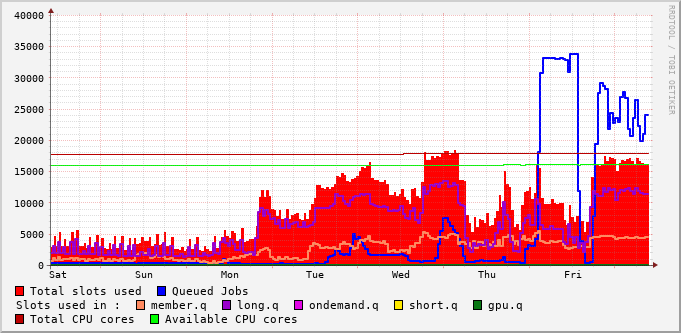 40000
35000
30000
25000
20000
15000
10000
5000
0
Sat Sun Mon Tue Wed Thu Fri
RRDTOOL / TOBI OETIKER
Total slots used Queued Jobs
Slots used in : member.q long.q ondemand.q short.q gpu.q
Total CPU cores Available CPU cores